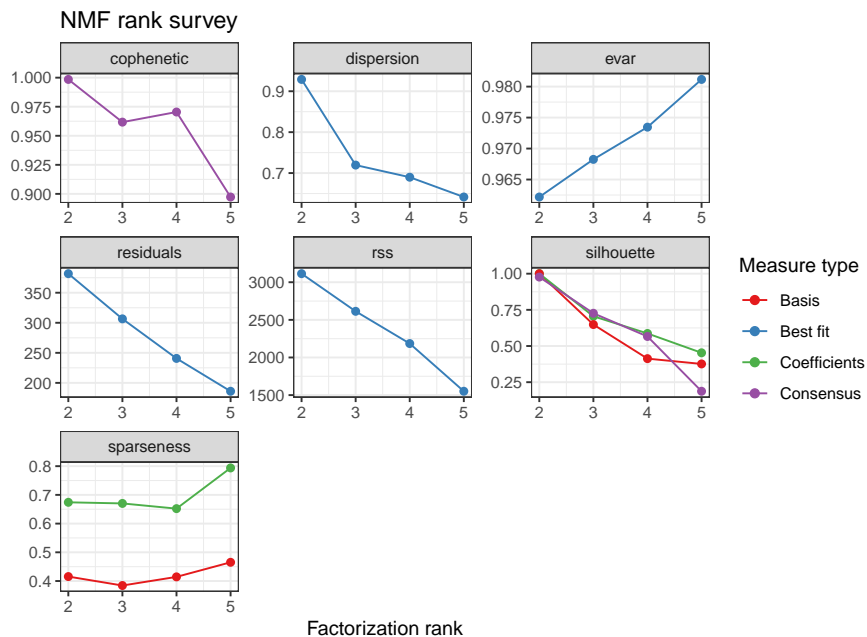 NMF rank survey
cophenetic
dispersion
evar
1.000
0.975
0.950
0.925
0.900
2 3 4 5
0.9
0.8
0.7
2 3 4 5
0.980
0.975
0.970
0.965
2 3 4 5
residuals
rss
silhouette
350
300
250
200
2 3 4 5
3000
2500
2000
1500
2 3 4 5
1.00
0.75
0.50
0.25
2 3 4 5
Measure type
Basis
Best fit
Coefficients
Consensus
sparseness
0.8
0.7
0.6
0.5
0.4
2 3 4 5
Factorization rank